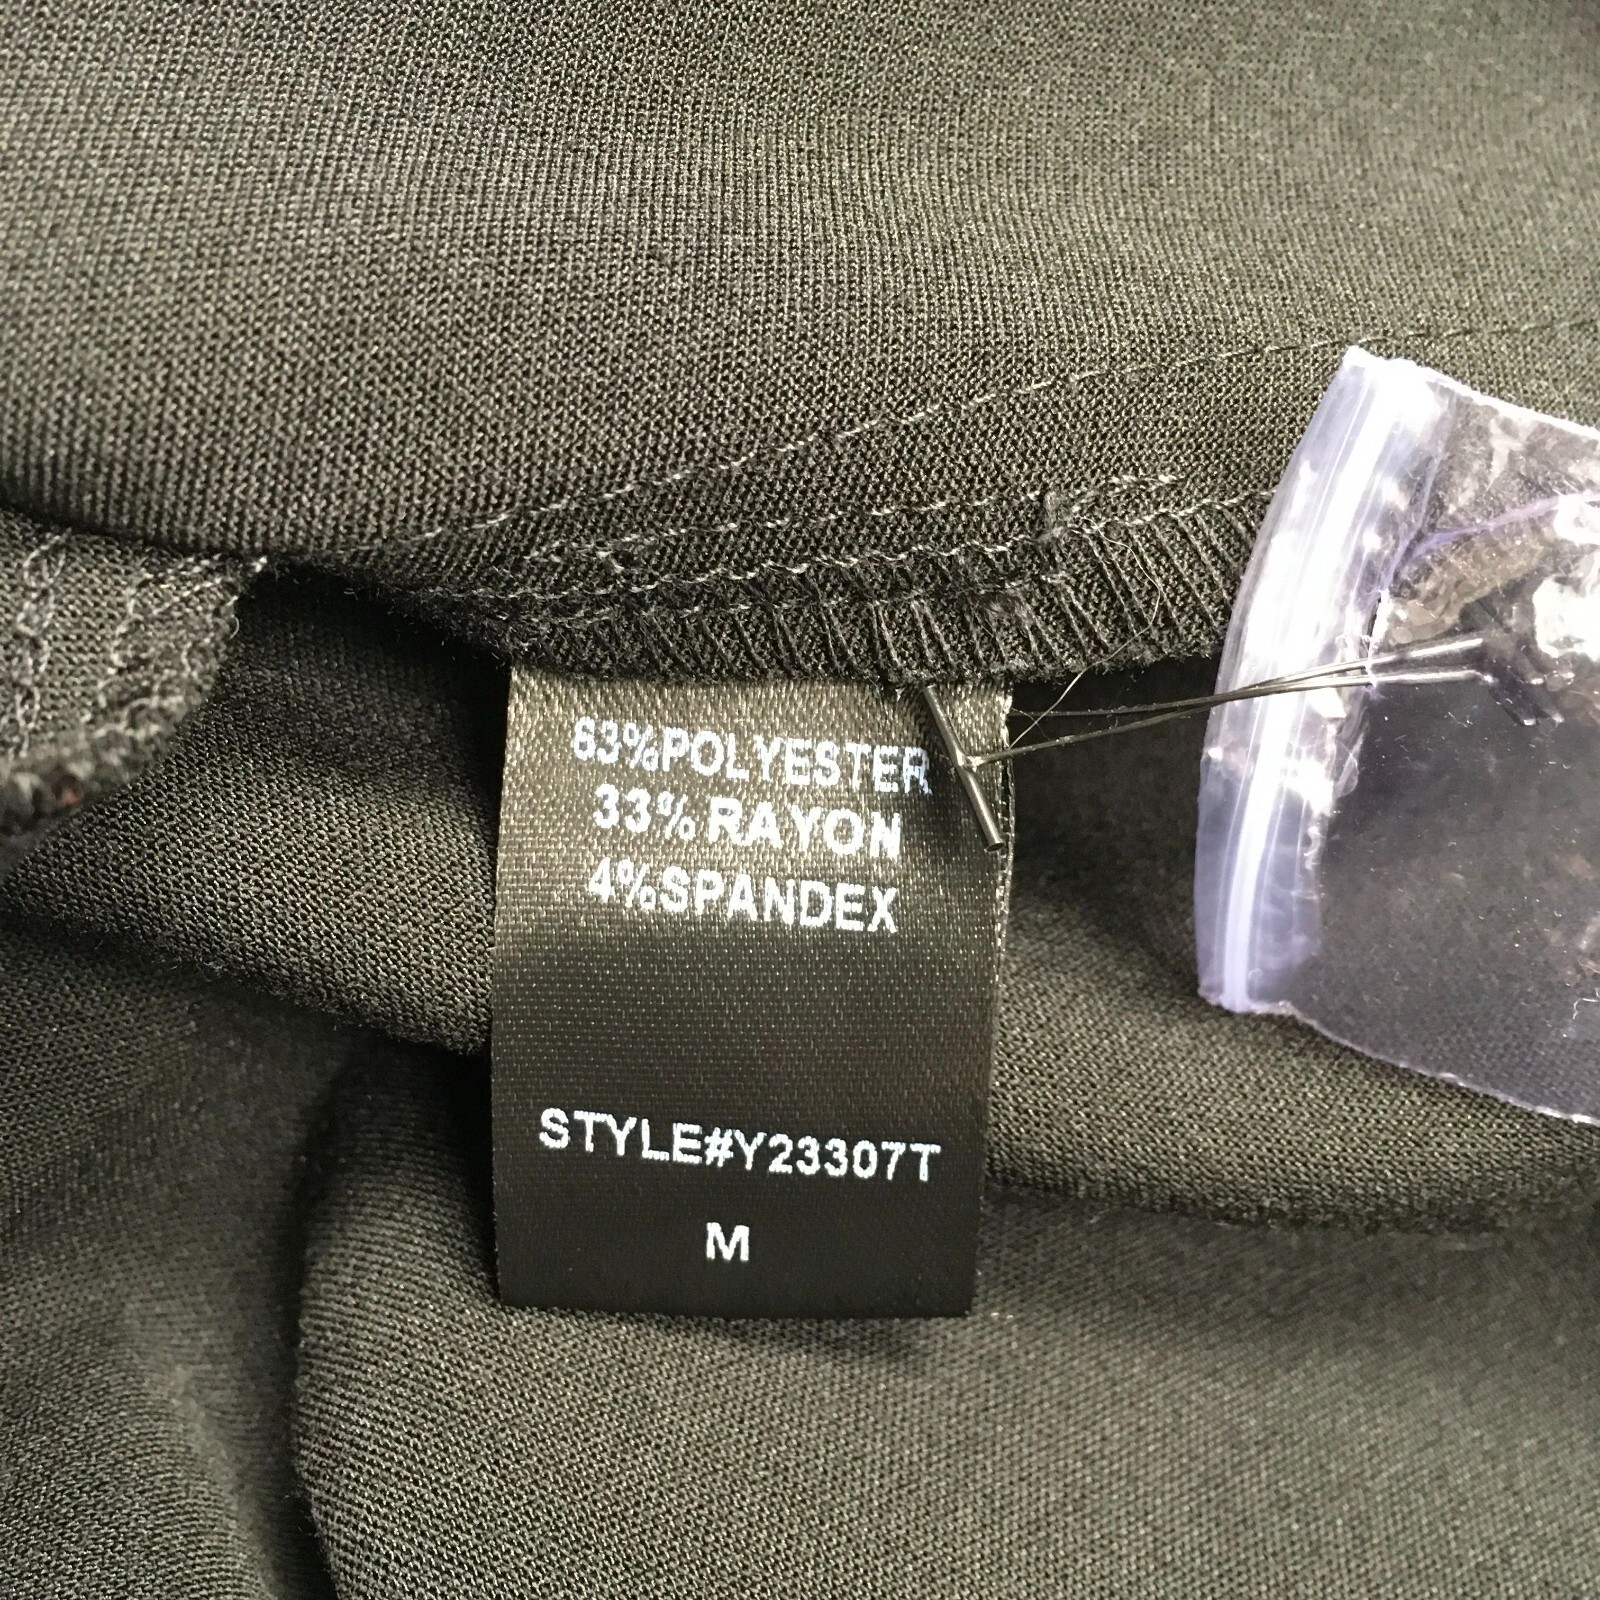 63%POLYESTER
33%RAYON
4%SPANDEX
STYLE#Y23307T
M